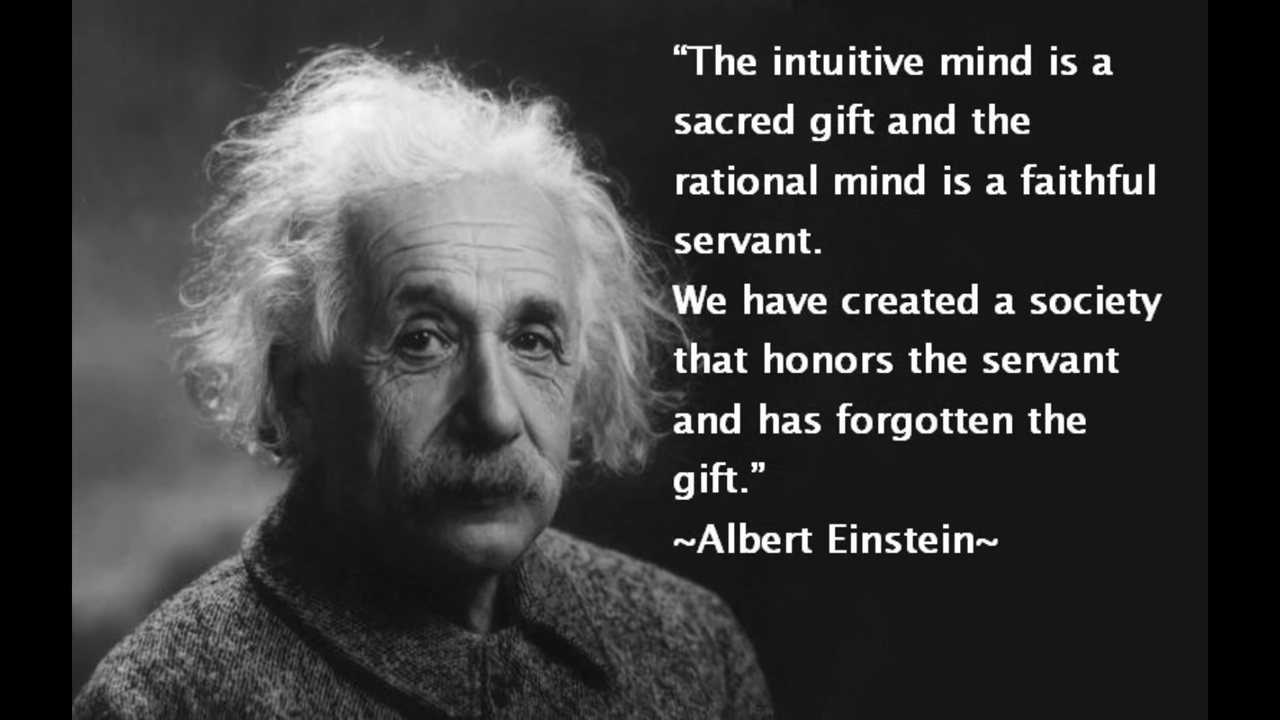 “The intuitive mind is a
sacred gift and the
rational mind is a faithful
servant.
We have created a society
that honors the servant
and has forgotten the
gift.”
~Albert Einstein~